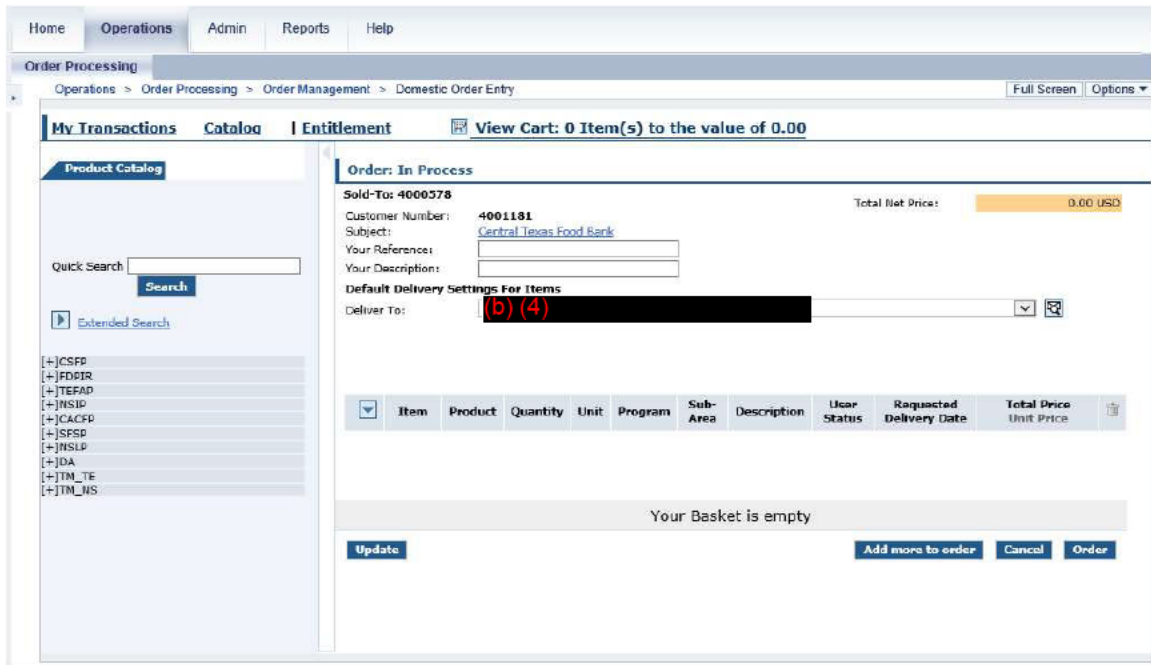 Home Operations Admin Reports Help
Order Processing
Operations > Order Processing > Order Management > Domestic Order Entry Full Screen Options
My Transactions Catalog | Entitlement View Cart: 0 Item(s) to the value of 0.00
Product Catalog
Quick Search
Search
Extended Search
[+]CSFP
[+]FDPIR
[+]TEFAP
[+]NSIP
[+]CACFP
[+]SFSP
[+]NSLP
[+]DA
[+]TM_TE
[+]TM_NS
Order: In Process
Sold-To: 4000578
Total Net Price: 0.00 USD
Customer Number: 4001181
Subject: Central Texas Food Bank
Your Reference:
Your Description:
Default Delivery Settings For Items
Deliver To: (b) (4)
Item Product Quantity Unit Program Sub-Area Description User Status Requested Delivery Date Total Price Unit Price
Your Basket is empty
Update Add more to order Cancel Order